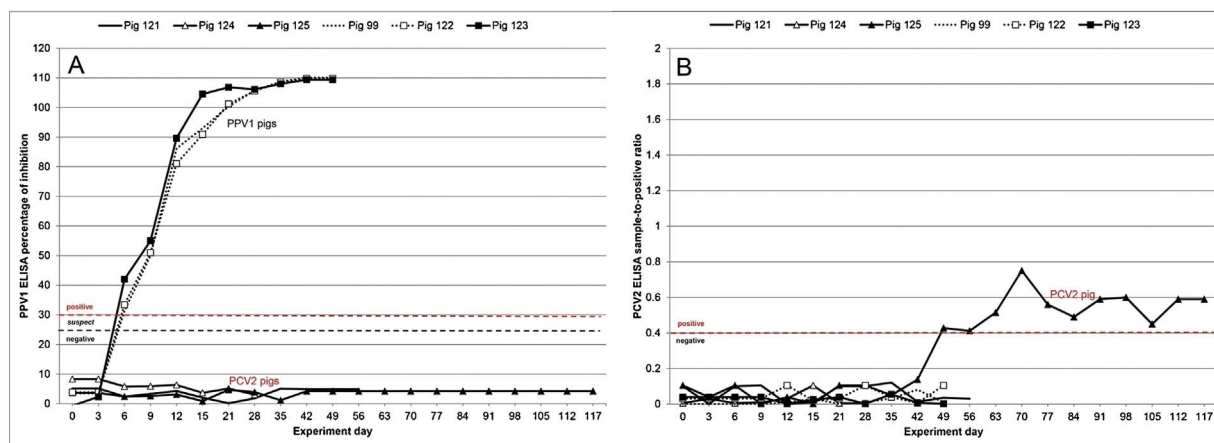 Pig 121 Pig 124 Pig 125 Pig 99 Pig 122 Pig 123
A
PPV1 ELISA percentage of inhibition
120
110
100
90
80
70
60
50
40
30
20
10
0
PPV1 pigs
positive
suspect
negative
PCV2 pigs
0 3 6 9 12 15 21 28 35 42 49 56 63 70 77 84 91 98 105 112 117
Experiment day
Pig 121 Pig 124 Pig 125 Pig 99 Pig 122 Pig 123
B
PCV2 ELISA sample-to-positive ratio
2
1.8
1.6
1.4
1.2
1
0.8
0.6
0.4
0.2
0
PCV2 pig
positive
negative
0 3 6 9 12 15 21 28 35 42 49 56 63 70 77 84 91 98 105 112 117
Experiment day